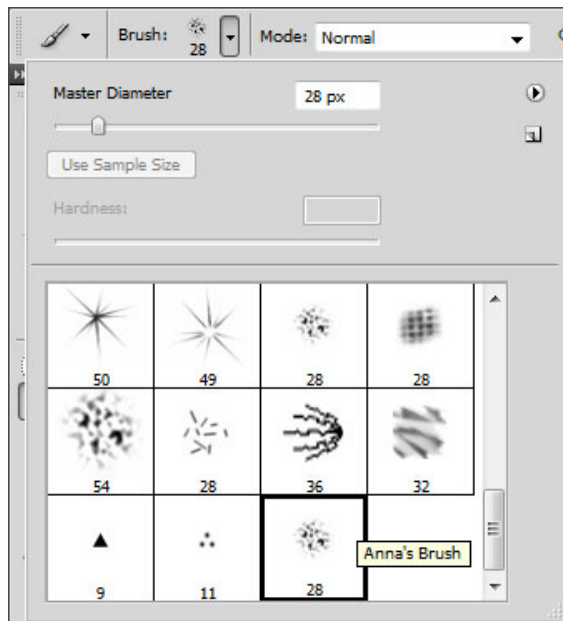 Brush:
28
Mode: Normal
Master Diameter 28 px
Use Sample Size
Hardness:
50 49 28 28
54 28 36 32
Anna's Brush
9 11 28